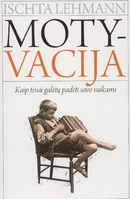 ISCHTA LEHMANN
MOTY-
VACIJA
Kaip tėvai galėtų padėti savo vaikams